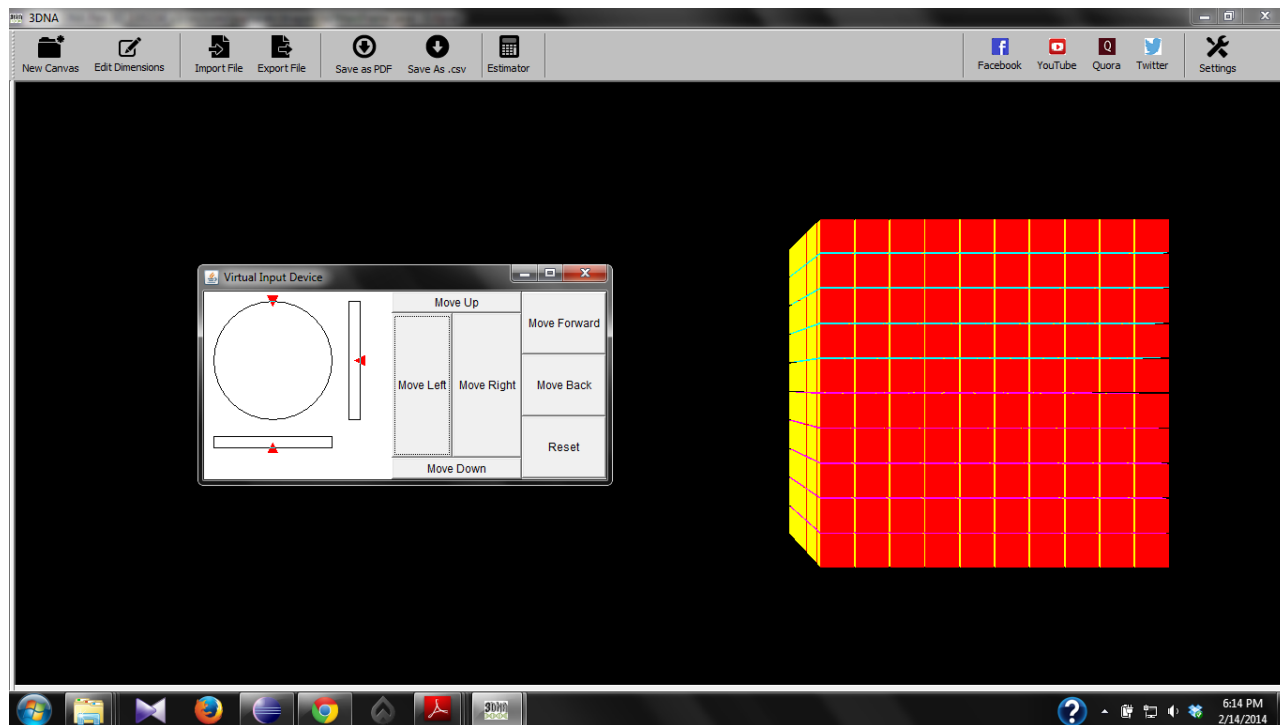 3DNA
New Canvas Edit Dimensions Import File Export File Save as PDF Save As .csv Estimator Facebook YouTube Quora Twitter Settings
Virtual Input Device
Move Up
Move Forward
Move Left Move Right Move Back
Reset
Move Down
6:14 PM
2/14/2014